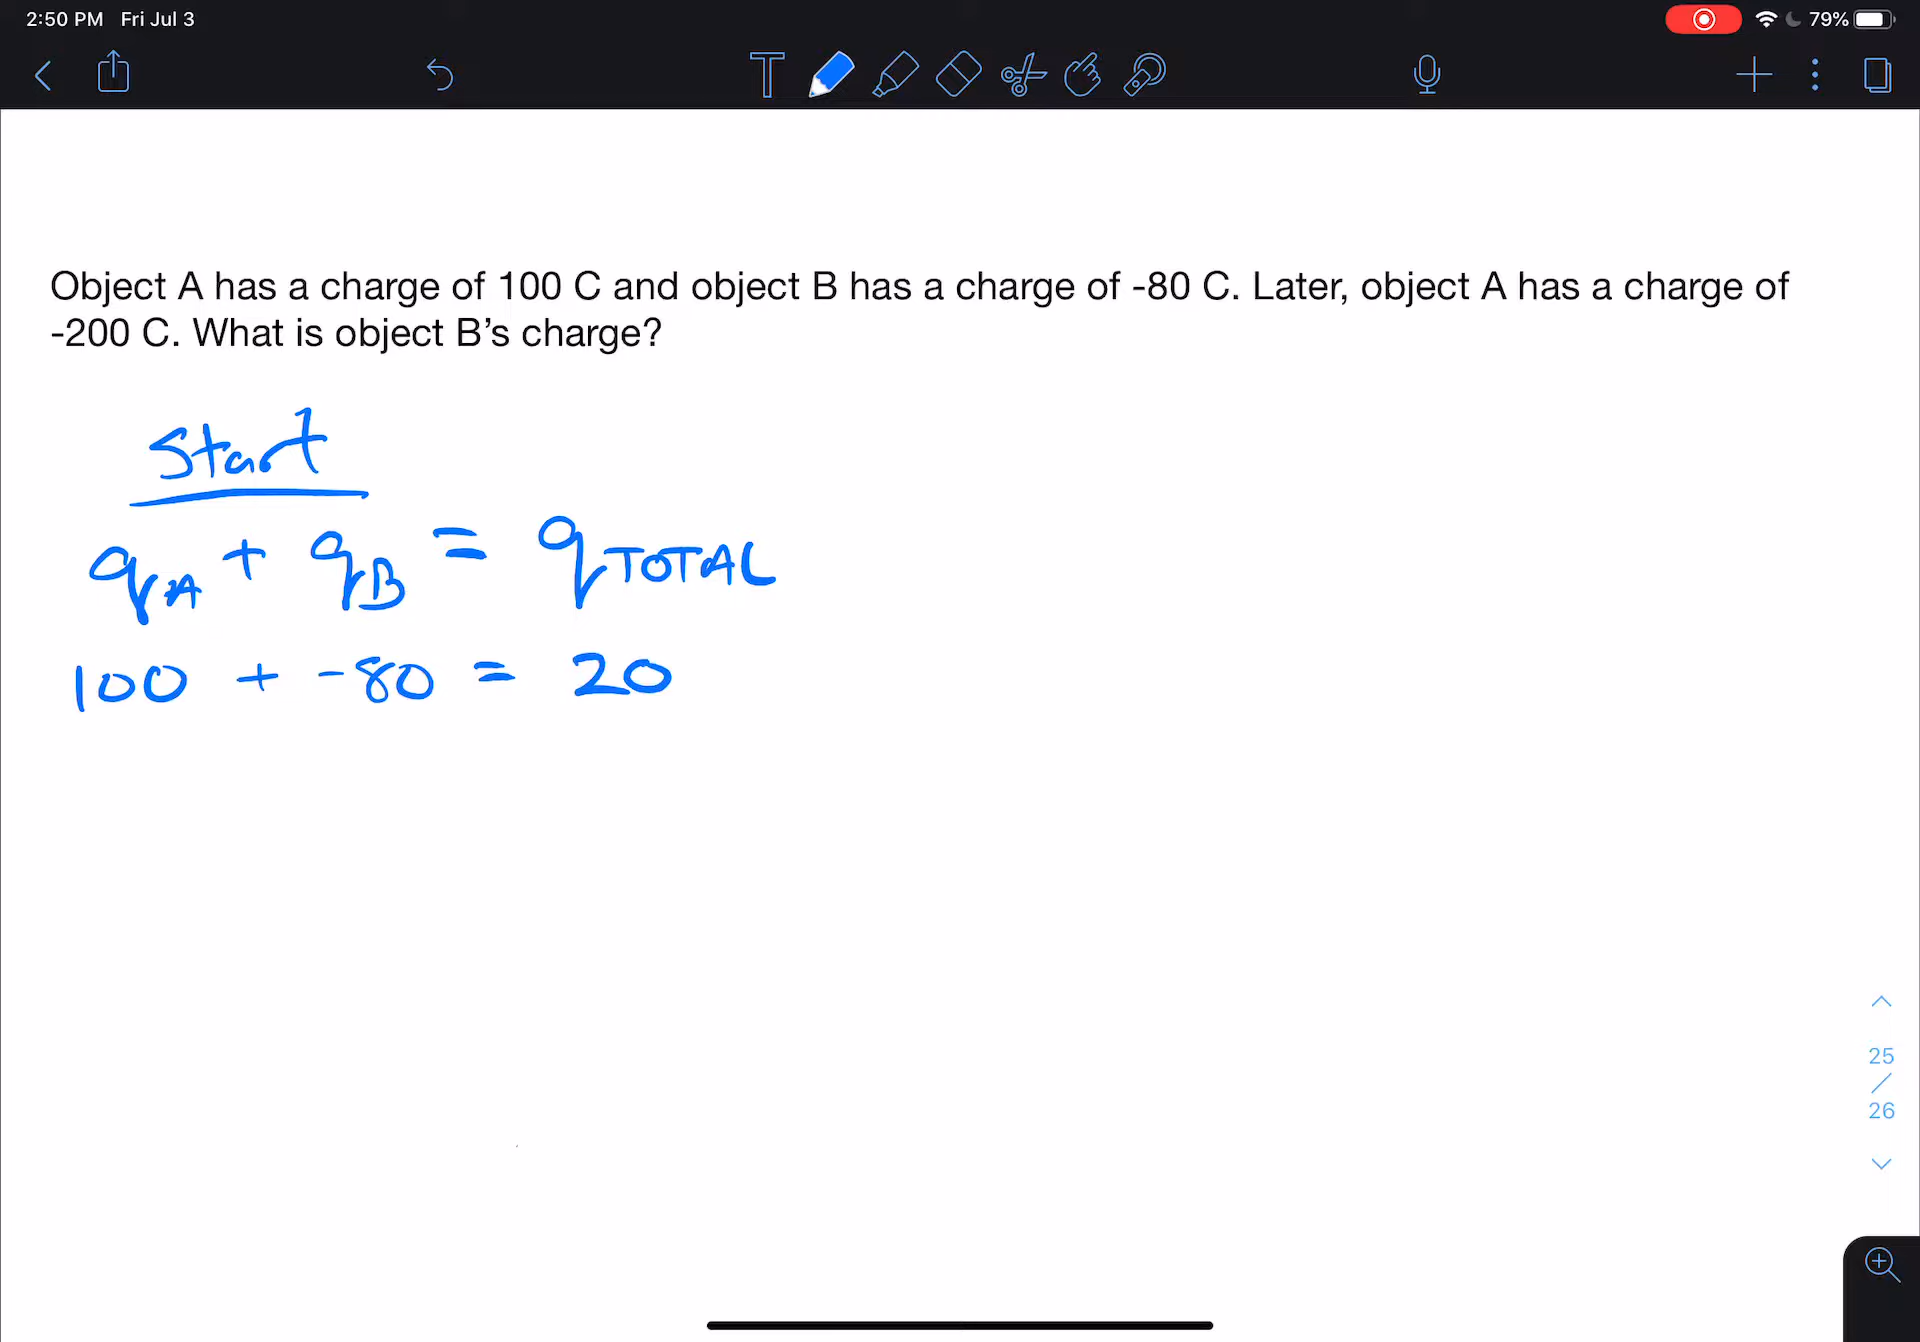 2:50 PM Fri Jul 3
79%
T
Object A has a charge of 100 C and object B has a charge of -80 C. Later, object A has a charge of
-200 C. What is object B’s charge?
Start
qA + qB = qTOTAL
100 + -80 = 20
25
/
26